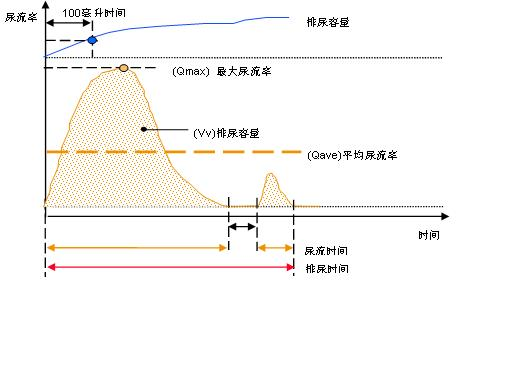 尿流率
100毫升时间
排尿容量
(Qmax) 最大尿流率
(Vv)排尿容量
(Qave)平均尿流率
时间
尿流时间
排尿时间